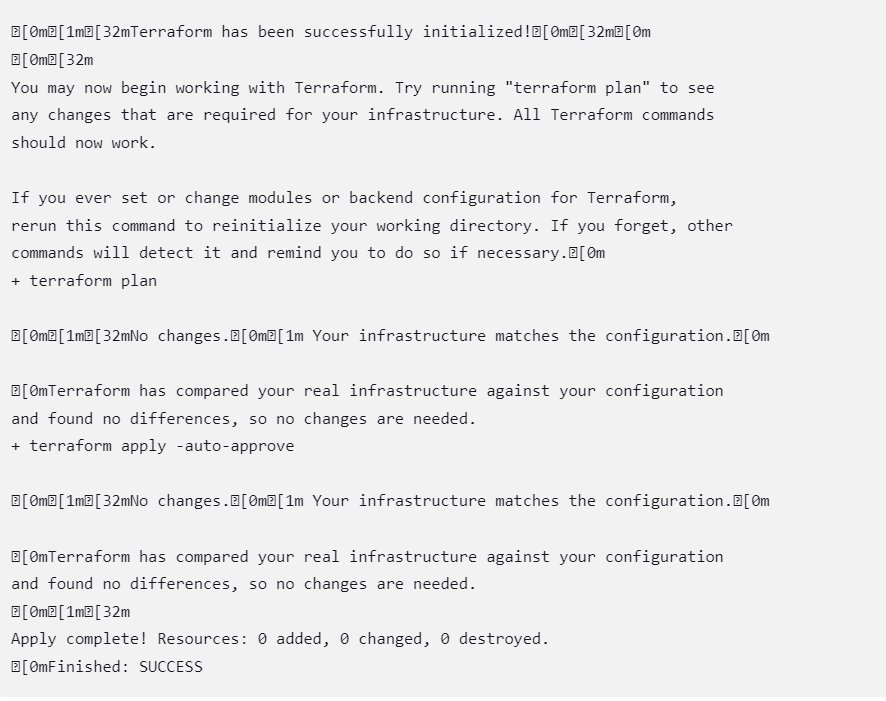 [0m[1m[32mTerraform has been successfully initialized![0m[32m[0m
[0m[32m
You may now begin working with Terraform. Try running "terraform plan" to see
any changes that are required for your infrastructure. All Terraform commands
should now work.
If you ever set or change modules or backend configuration for Terraform,
rerun this command to reinitialize your working directory. If you forget, other
commands will detect it and remind you to do so if necessary.[0m
+ terraform plan
[0m[1m[32mNo changes.[0m[1m Your infrastructure matches the configuration.[0m
[0mTerraform has compared your real infrastructure against your configuration
and found no differences, so no changes are needed.
+ terraform apply -auto-approve
[0m[1m[32mNo changes.[0m[1m Your infrastructure matches the configuration.[0m
[0mTerraform has compared your real infrastructure against your configuration
and found no differences, so no changes are needed.
[0m[1m[32m
Apply complete! Resources: 0 added, 0 changed, 0 destroyed.
[0mFinished: SUCCESS